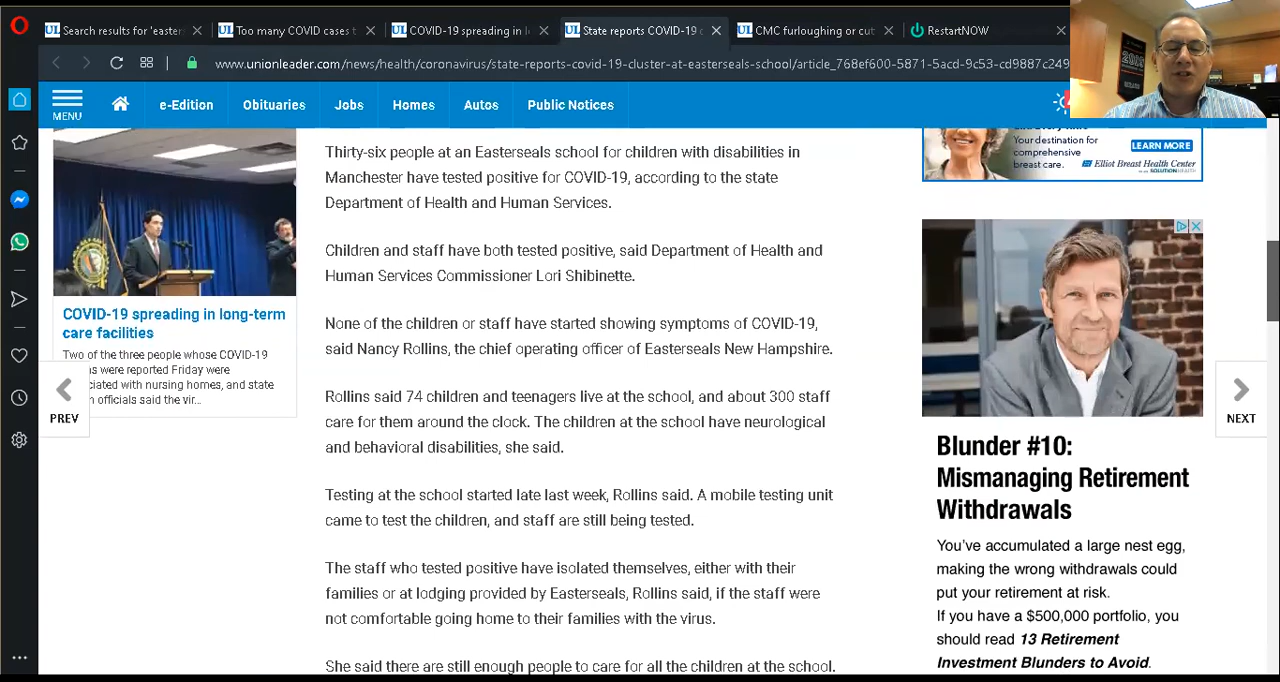 UL Search results for 'easter
UL Too many COVID cases t
UL COVID-19 spreading in l
UL State reports COVID-19 c
UL CMC furloughing or cut
RestartNOW
www.unionleader.com/news/health/coronavirus/state-reports-covid-19-cluster-at-easterseals-school/article_768ef600-5871-5acd-9c53-cd9887c249
MENU
e-Edition Obituaries Jobs Homes Autos Public Notices
COVID-19 spreading in long-term
care facilities
Two of the three people whose COVID-19
were reported Friday were
nursing homes, and state
officials said the vir...
PREV
Thirty-six people at an Easterseals school for children with disabilities in
Manchester have tested positive for COVID-19, according to the state
Department of Health and Human Services.
Children and staff have both tested positive, said Department of Health and
Human Services Commissioner Lori Shibinette.
None of the children or staff have started showing symptoms of COVID-19,
said Nancy Rollins, the chief operating officer of Easterseals New Hampshire.
Rollins said 74 children and teenagers live at the school, and about 300 staff
care for them around the clock. The children at the school have neurological
and behavioral disabilities, she said.
Testing at the school started late last week, Rollins said. A mobile testing unit
came to test the children, and staff are still being tested.
The staff who tested positive have isolated themselves, either with their
families or at lodging provided by Easterseals, Rollins said, if the staff were
not comfortable going home to their families with the virus.
She said there are still enough people to care for all the children at the school.
Your destination for
comprehensive
breast care.
LEARN MORE
Elliot Breast Health Center
NEXT
Blunder #10:
Mismanaging Retirement
Withdrawals
You've accumulated a large nest egg,
making the wrong withdrawals could
put your retirement at risk.
If you have a $500,000 portfolio, you
should read 13 Retirement
Investment Blunders to Avoid.